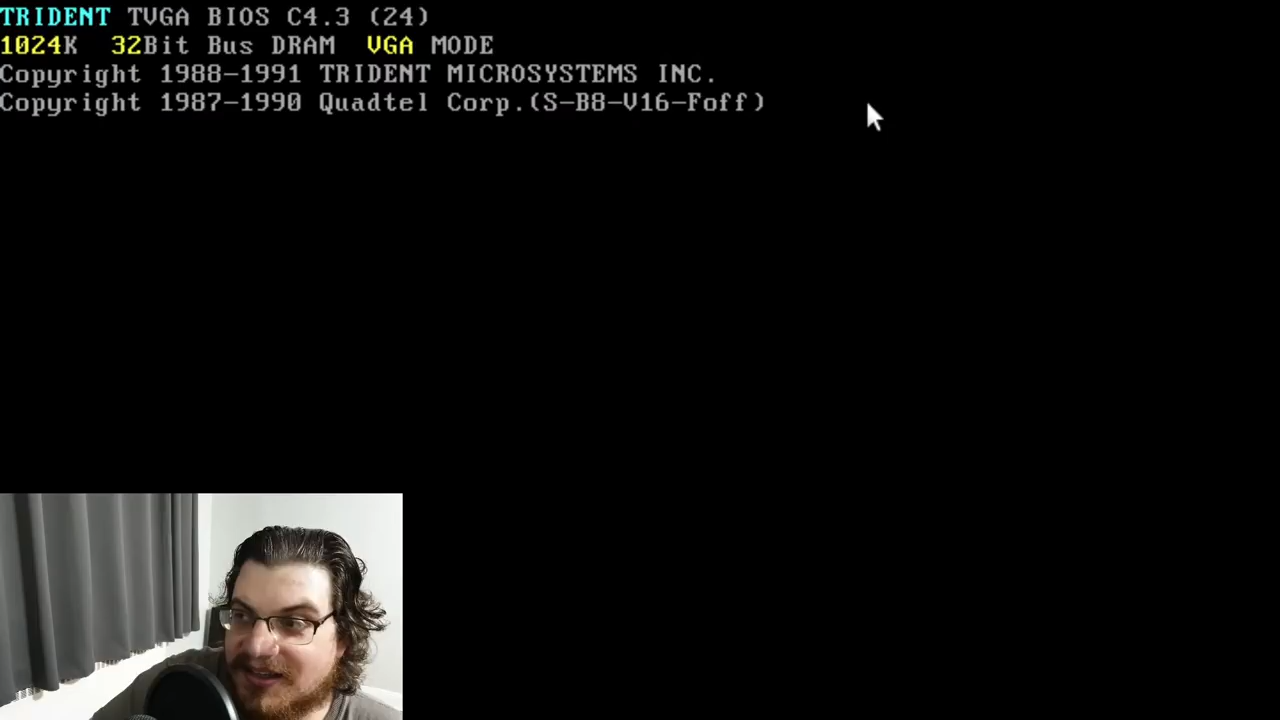 TRIDENT TVGA BIOS C4.3 (24)
1024K 32Bit Bus DRAM VGA MODE
Copyright 1988-1991 TRIDENT MICROSYSTEMS INC.
Copyright 1987-1990 Quadtel Corp.(S-B8-V16-Foff)